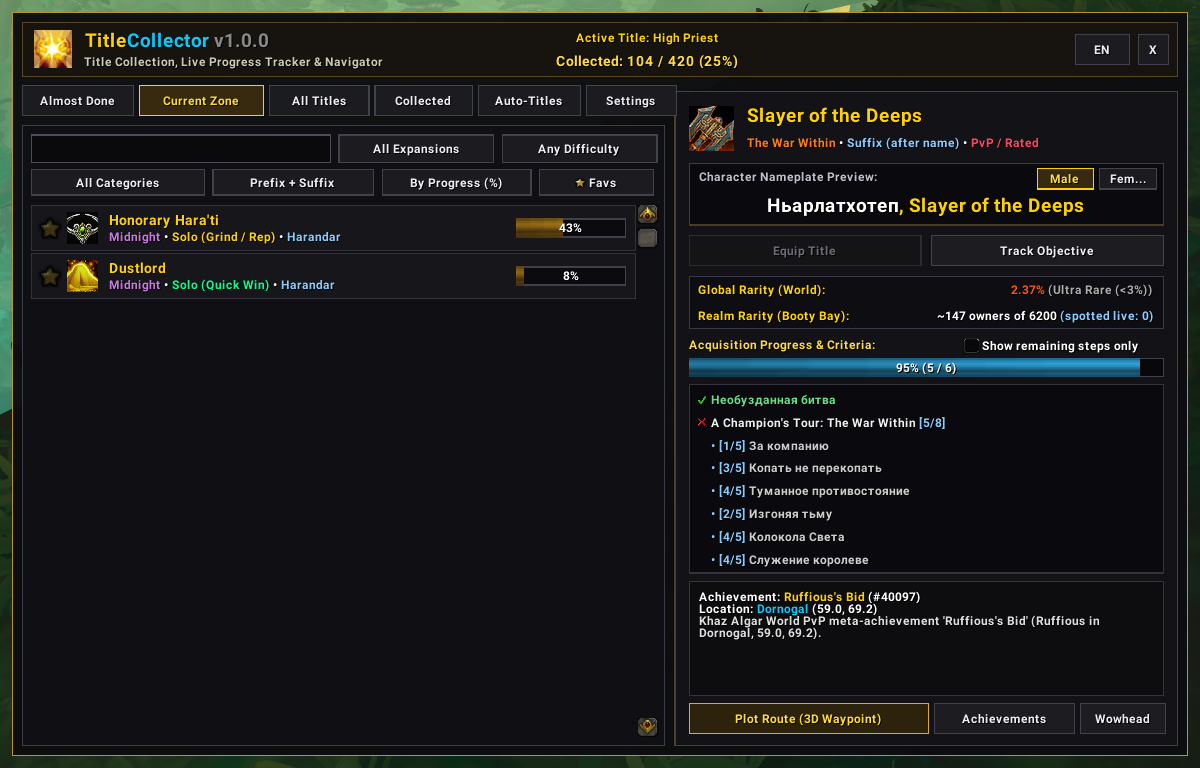 TitleCollector v1.0.0
Title Collection, Live Progress Tracker & Navigator
Active Title: High Priest
Collected: 104 / 420 (25%)
EN
X
Almost Done
Current Zone
All Titles
Collected
Auto-Titles
Settings
All Expansions
Any Difficulty
All Categories
Prefix + Suffix
By Progress (%)
Favs
Honorary Hara'ti
Midnight • Solo (Grind / Rep) • Harandar
43%
Dustlord
Midnight • Solo (Quick Win) • Harandar
8%
Slayer of the Deeps
The War Within • Suffix (after name) • PvP / Rated
Character Nameplate Preview:
Male
Fem...
Ньарлатхотеп, Slayer of the Deeps
Equip Title
Track Objective
Global Rarity (World):
2.37% (Ultra Rare (<3%))
Realm Rarity (Booty Bay):
~147 owners of 6200 (spotted live: 0)
Acquisition Progress & Criteria:
Show remaining steps only
95% (5 / 6)
Необузданная битва
A Champion's Tour: The War Within [5/8]
• [1/5] За компанию
• [3/5] Копать не перекопать
• [4/5] Туманное противостояние
• [2/5] Изгоняя тьму
• [4/5] Колокола Света
• [4/5] Служение королеве
Achievement: Ruffious's Bid (#40097)
Location: Dornogal (59.0, 69.2)
Khaz Algar World PvP meta-achievement 'Ruffious's Bid' (Ruffious in
Dornogal, 59.0, 69.2).
Plot Route (3D Waypoint)
Achievements
Wowhead